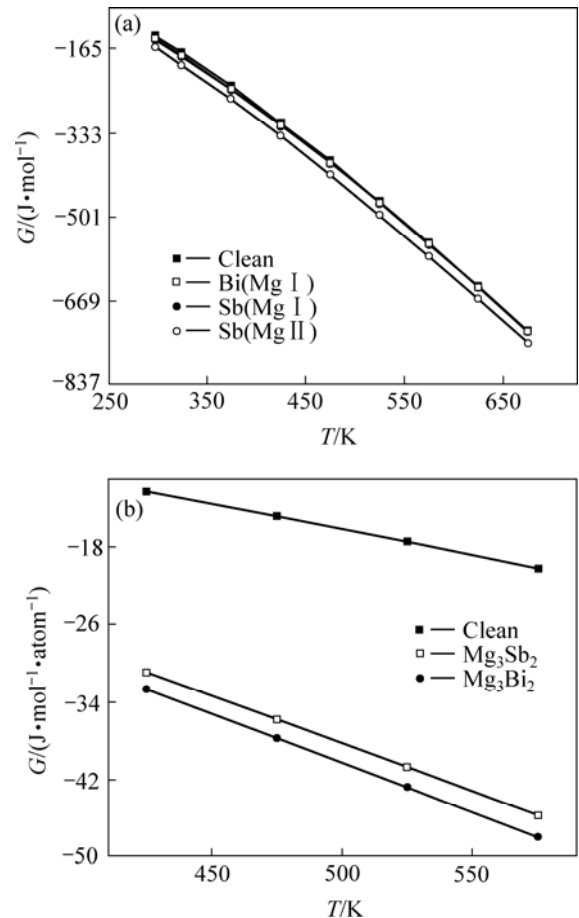 (a)
−165
−333
−501
−669
−837
G/(J•mol⁻¹)
Clean
Bi(Mg Ⅰ)
Sb(Mg Ⅰ)
Sb(Mg Ⅱ)
250 350 450 550 650
T/K
(b)
−18
−26
−34
−42
−50
G/(J•mol⁻¹•atom⁻¹)
Clean
Mg₃Sb₂
Mg₃Bi₂
450 500 550
T/K